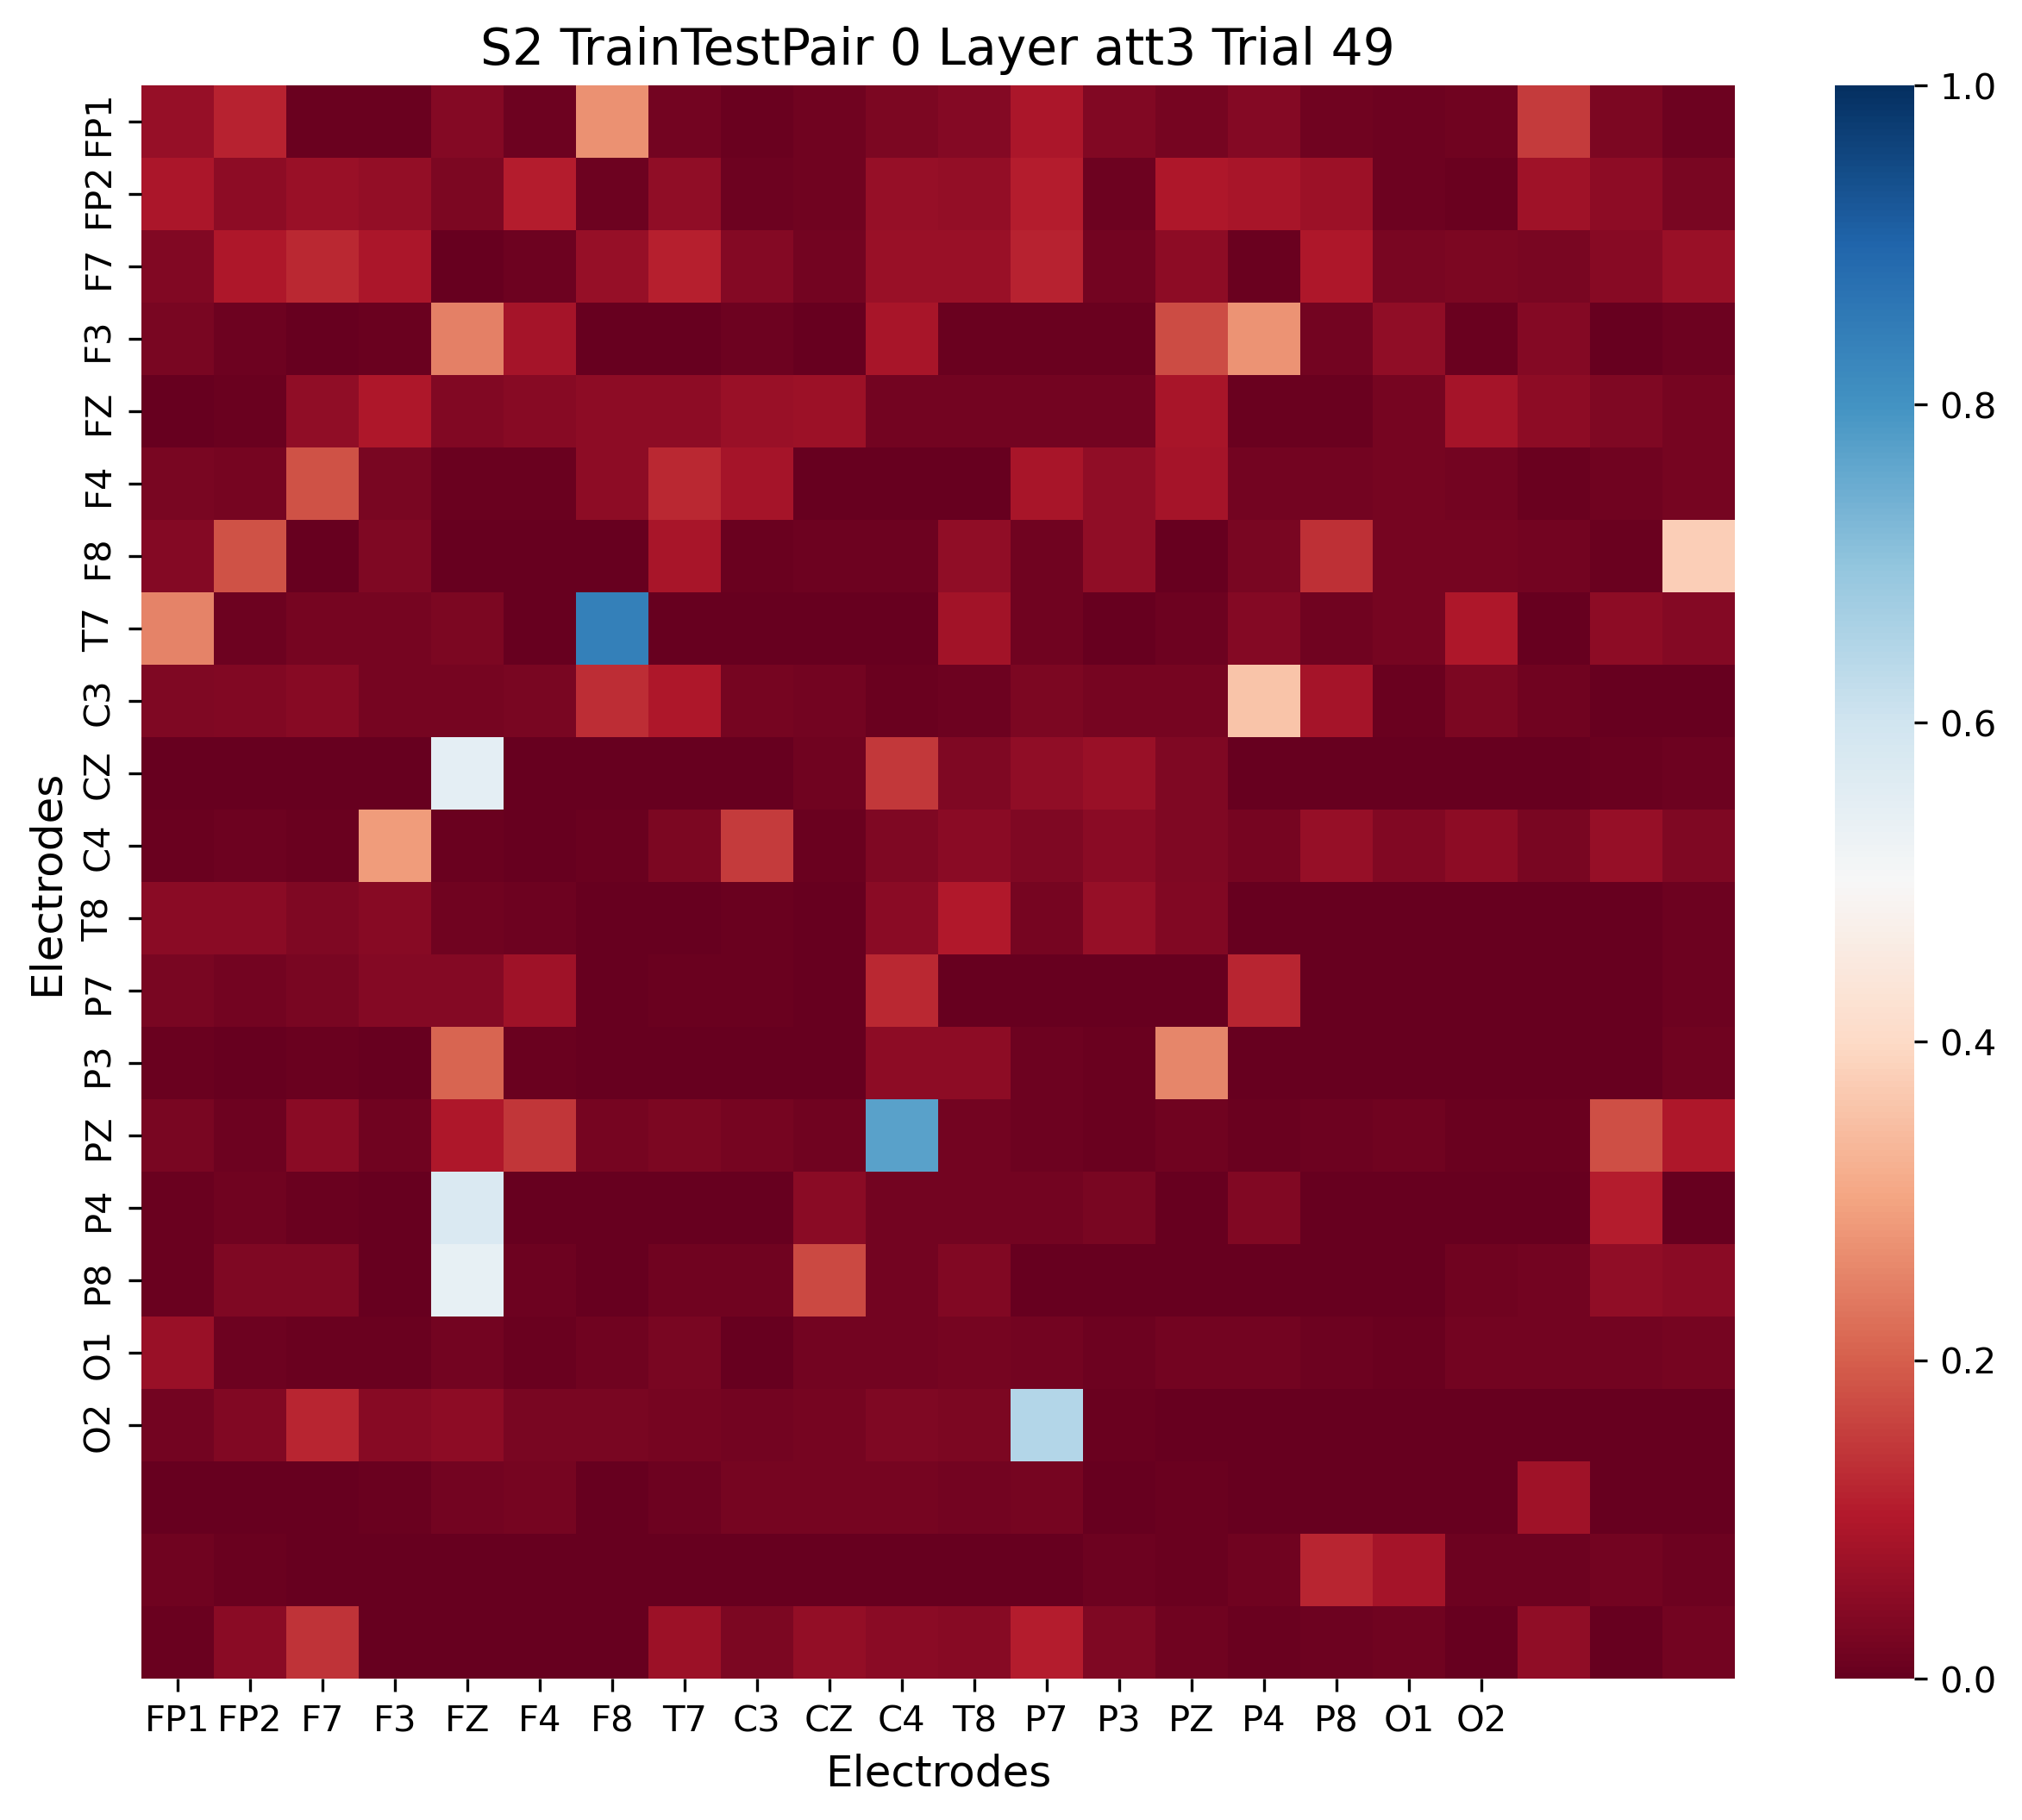 S2 TrainTestPair 0 Layer att3 Trial 49
Electrodes
FP1
FP2
F7
F3
FZ
F4
F8
T7
C3
CZ
C4
T8
P7
P3
PZ
P4
P8
O1
O2
FP1 FP2 F7 F3 FZ F4 F8 T7 C3 CZ C4 T8 P7 P3 PZ P4 P8 O1 O2
Electrodes
1.0
0.8
0.6
0.4
0.2
0.0